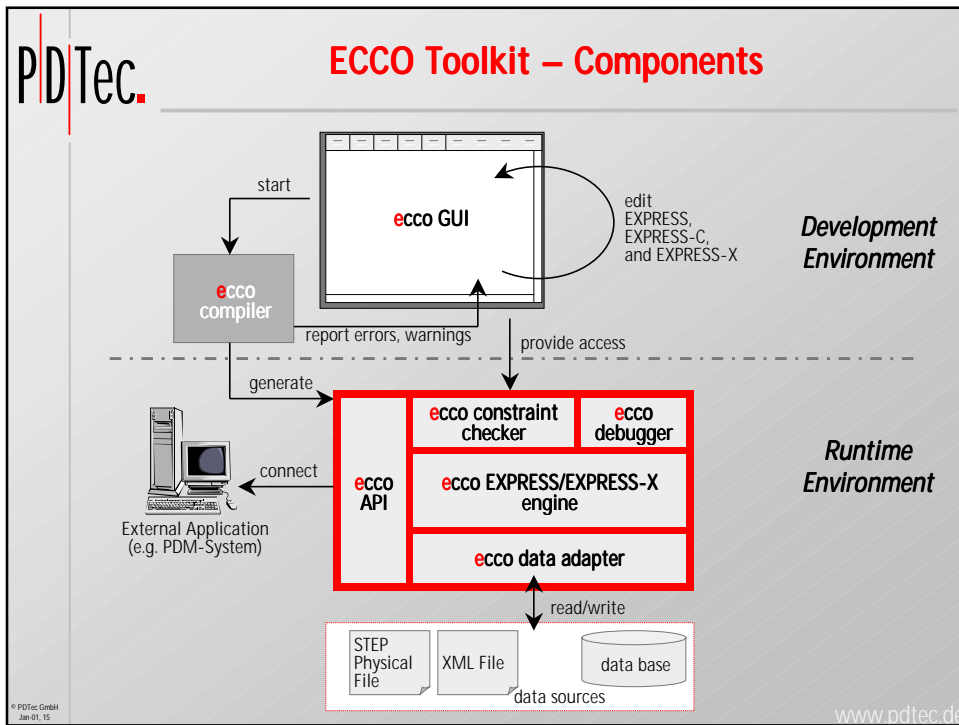 PDTec.
ECCO Toolkit – Components
start
ecco GUI
edit
EXPRESS,
EXPRESS-C,
and EXPRESS-X
Development
Environment
ecco
compiler
report errors, warnings
provide access
generate
ecco constraint
checker
ecco
debugger
Runtime
Environment
connect
ecco
API
ecco EXPRESS/EXPRESS-X
engine
External Application
(e.g. PDM-System)
ecco data adapter
read/write
STEP
Physical
File
XML File
data base
data sources
© PDTec GmbH
Jan-01, 15
www.pdtec.de